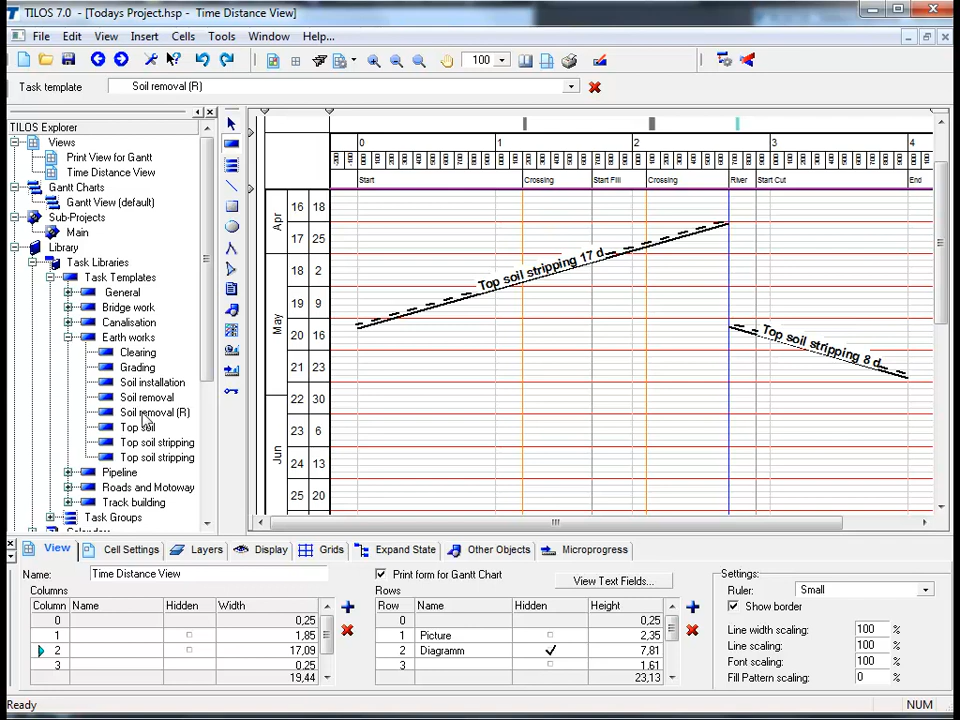 TILOS 7.0 - [Todays Project.hsp - Time Distance View]
File Edit View Insert Cells Tools Window Help...
100
Task template Soil removal (R)
TILOS Explorer
Views
Print View for Gantt
Time Distance View
Gantt Charts
Gantt View (default)
Sub-Projects
Main
Library
Task Libraries
Task Templates
General
Bridge work
Canalisation
Earth works
Clearing
Grading
Soil installation
Soil removal
Soil removal (R)
Top soil
Top soil stripping
Top soil stripping
Pipeline
Roads and Motoway
Track building
Task Groups
0 1 2 3 4
Start Crossing Start Fill Crossing River Start Cut End
Apr
16 18
17 25
May
18 2
19 9
20 16
21 23
22 30
Jun
23 6
24 13
25 20
Top soil stripping 17 d
Top soil stripping 8 d
View Cell Settings Layers Display Grids Expand State Other Objects Microprogress
Name: Time Distance View
Columns
Column Name Hidden Width
0 0,25
1 1,85
2 17,09
3 0,25
19,44
Print form for Gantt Chart
View Text Fields...
Rows
Row Name Hidden Height
0 0,25
1 Picture 2,35
2 Diagramm 7,81
3 1,61
23,13
Settings:
Ruler: Small
Show border
Line width scaling: 100 %
Line scaling: 100 %
Font scaling: 100 %
Fill Pattern scaling: 0 %
Ready
NUM